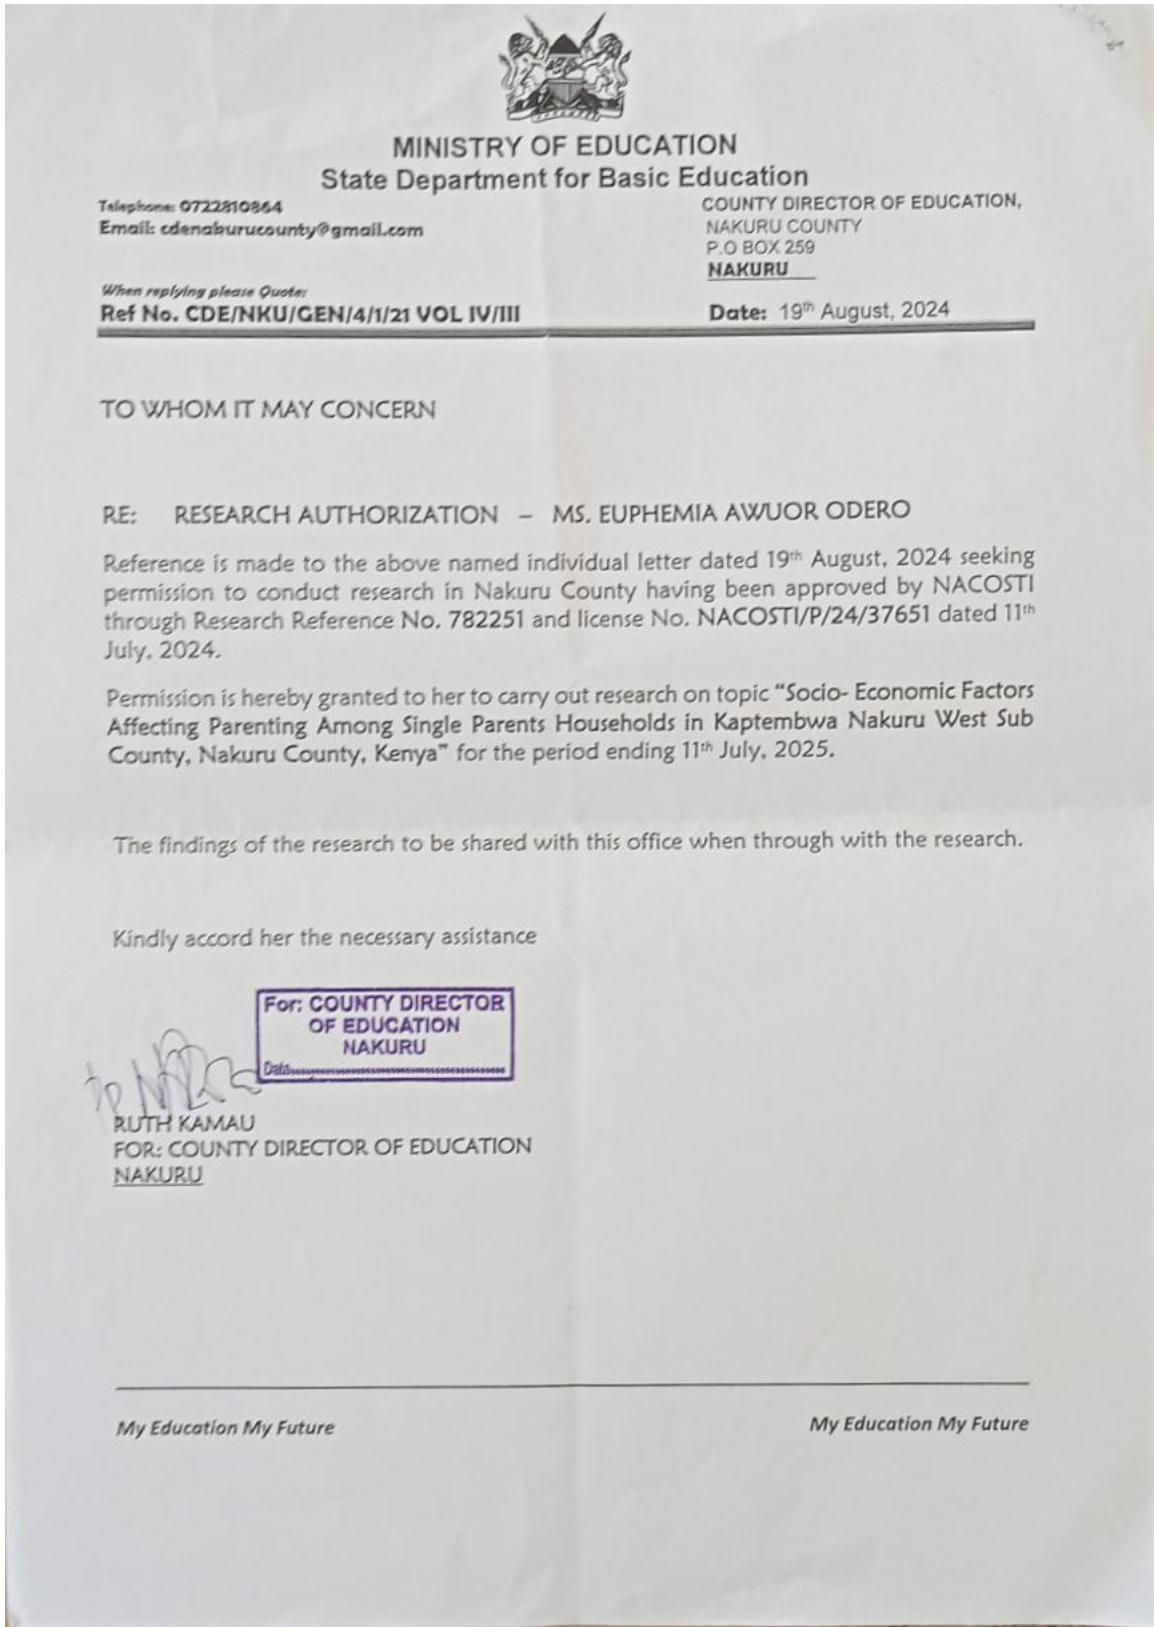 MINISTRY OF EDUCATION
State Department for Basic Education
Telephone: 0722810864
Email: cdenakurucounty@gmail.com
COUNTY DIRECTOR OF EDUCATION,
NAKURU COUNTY
P.O BOX 259
NAKURU
When replying please Quote:
Ref No. CDE/NKU/GEN/4/1/21 VOL IV/III
Date: 19th August, 2024
TO WHOM IT MAY CONCERN
RE: RESEARCH AUTHORIZATION – MS. EUPHEMIA AWUOR ODERO
Reference is made to the above named individual letter dated 19th August, 2024 seeking
permission to conduct research in Nakuru County having been approved by NACOSTI
through Research Reference No. 782251 and license No. NACOSTI/P/24/37651 dated 11th
July, 2024.
Permission is hereby granted to her to carry out research on topic “Socio- Economic Factors
Affecting Parenting Among Single Parents Households in Kaptembwa Nakuru West Sub
County, Nakuru County, Kenya” for the period ending 11th July, 2025.
The findings of the research to be shared with this office when through with the research.
Kindly accord her the necessary assistance
For: COUNTY DIRECTOR
OF EDUCATION
NAKURU
Date
RUTH KAMAU
FOR: COUNTY DIRECTOR OF EDUCATION
NAKURU
My Education My Future
My Education My Future